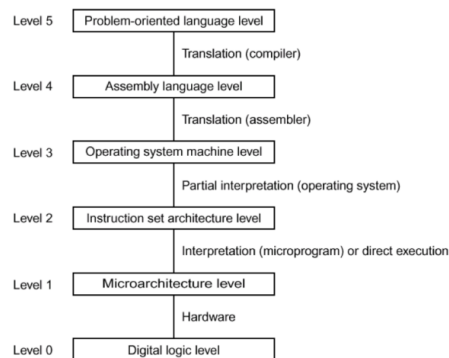 Level 5 Problem-oriented language level
Translation (compiler)
Level 4 Assembly language level
Translation (assembler)
Level 3 Operating system machine level
Partial interpretation (operating system)
Level 2 Instruction set architecture level
Interpretation (microprogram) or direct execution
Level 1 Microarchitecture level
Hardware
Level 0 Digital logic level